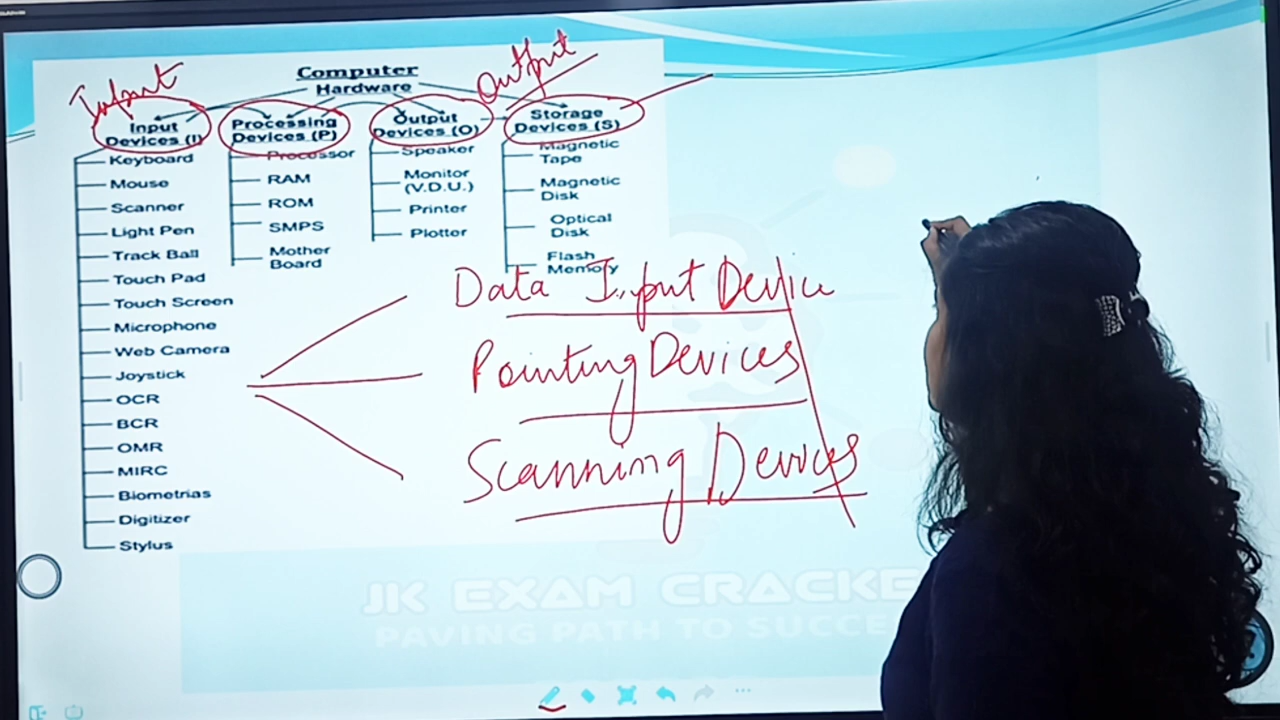 Input
Output
Computer
Hardware
Input
Devices (I)
Processing
Devices (P)
Output
Devices (O)
Storage
Devices (S)
Keyboard
Mouse
Scanner
Light Pen
Track Ball
Touch Pad
Touch Screen
Microphone
Web Camera
Joystick
OCR
BCR
OMR
MIRC
Biometrias
Digitizer
Stylus
Processor
RAM
ROM
SMPS
Mother
Board
Speaker
Monitor
(V.D.U.)
Printer
Plotter
Magnetic
Tape
Magnetic
Disk
Optical
Disk
Flash
Memory
Data Input Device
Pointing Devices
Scanning Devices
JK EXAM CRACKE
PAVING PATH TO SUCCE